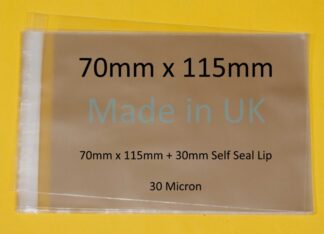 70mm x 115mm
Made in UK
70mm x 115mm + 30mm Self Seal Lip
30 Micron